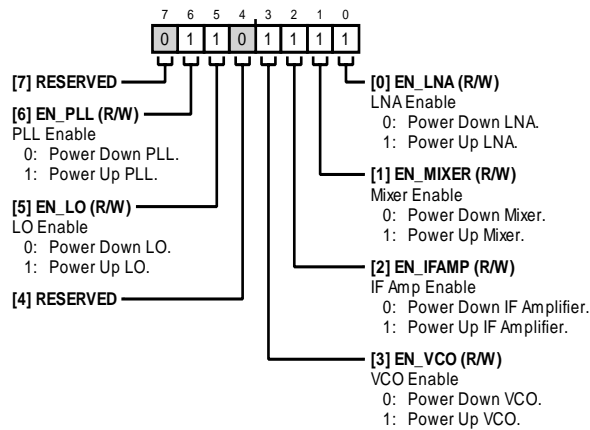 7 6 5 4 3 2 1 0
0 1 1 0 1 1 1 1
[7] RESERVED
[6] EN_PLL (R/W)
PLL Enable
0: Power Down PLL.
1: Power Up PLL.
[5] EN_LO (R/W)
LO Enable
0: Power Down LO.
1: Power Up LO.
[4] RESERVED
[0] EN_LNA (R/W)
LNA Enable
0: Power Down LNA.
1: Power Up LNA.
[1] EN_MIXER (R/W)
Mixer Enable
0: Power Down Mixer.
1: Power Up Mixer.
[2] EN_IFAMP (R/W)
IF Amp Enable
0: Power Down IF Amplifier.
1: Power Up IF Amplifier.
[3] EN_VCO (R/W)
VCO Enable
0: Power Down VCO.
1: Power Up VCO.